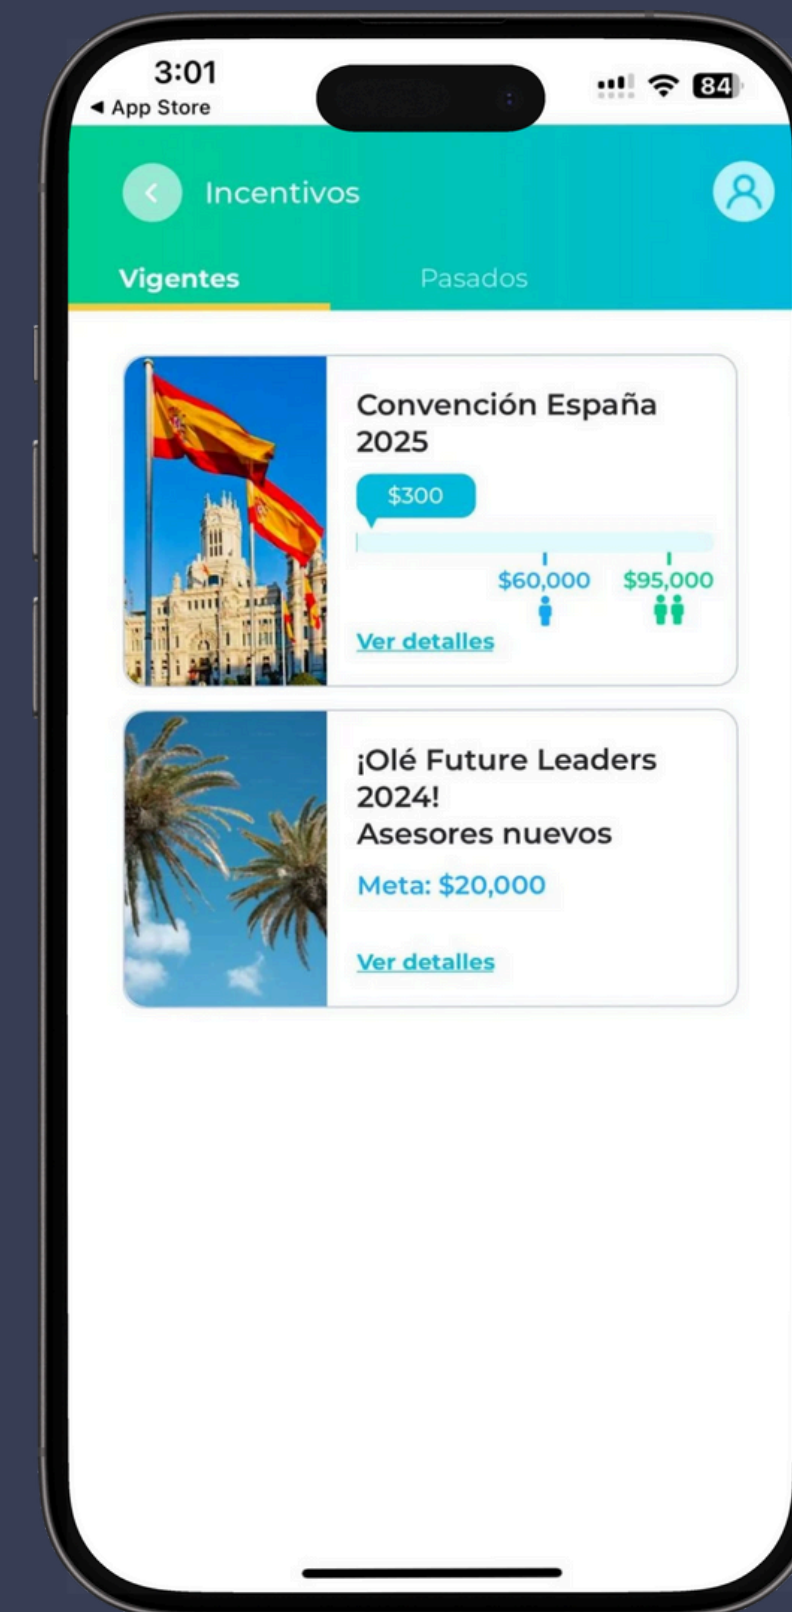 3:01
◀ App Store
84
Incentivos
Vigentes
Pasados
Convención España
2025
$300
$60,000
$95,000
Ver detalles
¡Olé Future Leaders
2024!
Asesores nuevos
Meta: $20,000
Ver detalles